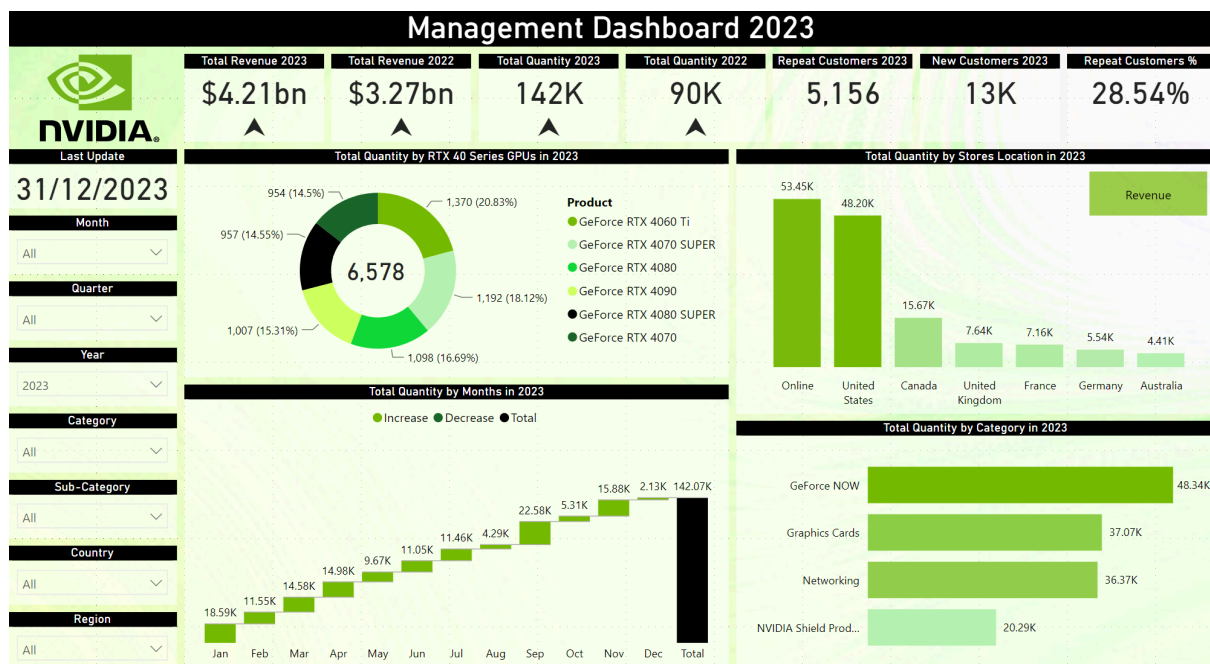 Management Dashboard 2023
NVIDIA.
Total Revenue 2023
$4.21bn
Total Revenue 2022
$3.27bn
Total Quantity 2023
142K
Total Quantity 2022
90K
Repeat Customers 2023
5,156
New Customers 2023
13K
Repeat Customers %
28.54%
Last Update
31/12/2023
Month
All
Quarter
All
Year
2023
Category
All
Sub-Category
All
Country
All
Region
All
Total Quantity by RTX 40 Series GPUs in 2023
954 (14.5%)
1,370 (20.83%)
957 (14.55%)
6,578
1,192 (18.12%)
1,007 (15.31%)
1,098 (16.69%)
Product
GeForce RTX 4060 Ti
GeForce RTX 4070 SUPER
GeForce RTX 4080
GeForce RTX 4090
GeForce RTX 4080 SUPER
GeForce RTX 4070
Total Quantity by Stores Location in 2023
Revenue
53.45K
48.20K
15.67K
7.64K
7.16K
5.54K
4.41K
Online
United States
Canada
United Kingdom
France
Germany
Australia
Total Quantity by Months in 2023
Increase Decrease Total
18.59K
11.55K
14.58K
14.98K
9.67K
11.05K
11.46K
4.29K
22.58K
5.31K
15.88K
2.13K
142.07K
Jan Feb Mar Apr May Jun Jul Aug Sep Oct Nov Dec Total
Total Quantity by Category in 2023
GeForce NOW 48.34K
Graphics Cards 37.07K
Networking 36.37K
NVIDIA Shield Prod... 20.29K